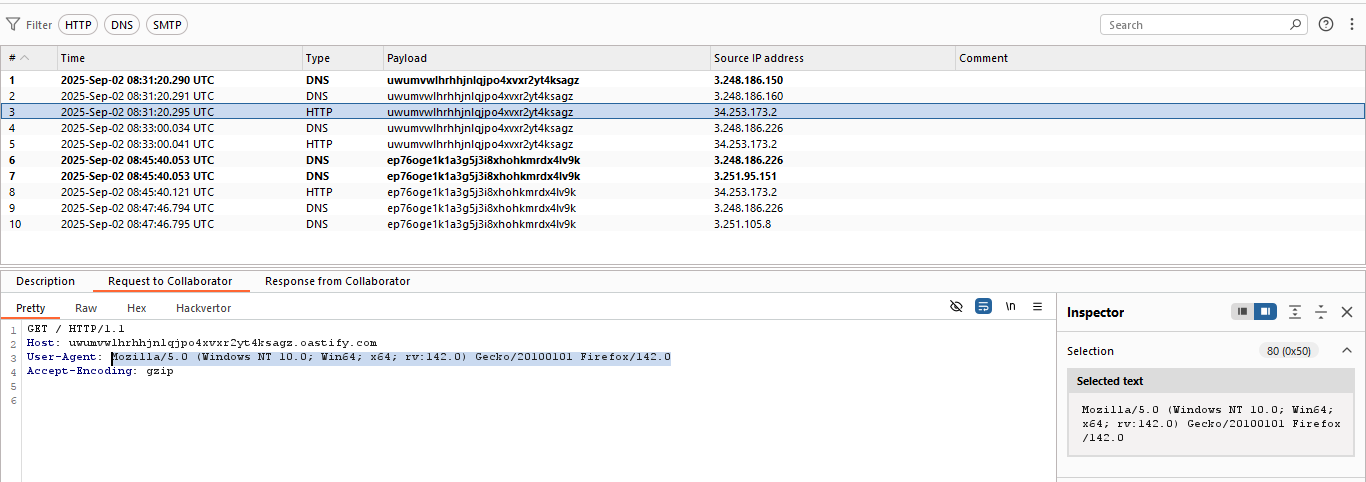 Filter HTTP DNS SMTP Search
# Time Type Payload Source IP address Comment
1 2025-Sep-02 08:31:20.290 UTC DNS uwumvwlhrhhjnlqjpo4xvxr2yt4ksagz 3.248.186.150
2 2025-Sep-02 08:31:20.291 UTC DNS uwumvwlhrhhjnlqjpo4xvxr2yt4ksagz 3.248.186.160
3 2025-Sep-02 08:31:20.295 UTC HTTP uwumvwlhrhhjnlqjpo4xvxr2yt4ksagz 34.253.173.2
4 2025-Sep-02 08:33:00.034 UTC DNS uwumvwlhrhhjnlqjpo4xvxr2yt4ksagz 3.248.186.226
5 2025-Sep-02 08:33:00.041 UTC HTTP uwumvwlhrhhjnlqjpo4xvxr2yt4ksagz 34.253.173.2
6 2025-Sep-02 08:45:40.053 UTC DNS ep76oge1k1a3g5j3i8xhohkmrdx4lv9k 3.248.186.226
7 2025-Sep-02 08:45:40.053 UTC DNS ep76oge1k1a3g5j3i8xhohkmrdx4lv9k 3.251.95.151
8 2025-Sep-02 08:45:40.121 UTC HTTP ep76oge1k1a3g5j3i8xhohkmrdx4lv9k 34.253.173.2
9 2025-Sep-02 08:47:46.794 UTC DNS ep76oge1k1a3g5j3i8xhohkmrdx4lv9k 3.248.186.226
10 2025-Sep-02 08:47:46.795 UTC DNS ep76oge1k1a3g5j3i8xhohkmrdx4lv9k 3.251.105.8
Description Request to Collaborator Response from Collaborator
Pretty Raw Hex Hackvertor \n
1 GET / HTTP/1.1
2 Host: uwumvwlhrhhjnlqjpo4xvxr2yt4ksagz.oastify.com
3 User-Agent: Mozilla/5.0 (Windows NT 10.0; Win64; x64; rv:142.0) Gecko/20100101 Firefox/142.0
4 Accept-Encoding: gzip
5
6
Inspector
Selection 80 (0x50)
Selected text
Mozilla/5.0 (Windows NT 10.0; Win64;
x64; rv:142.0) Gecko/20100101 Firefox
/142.0